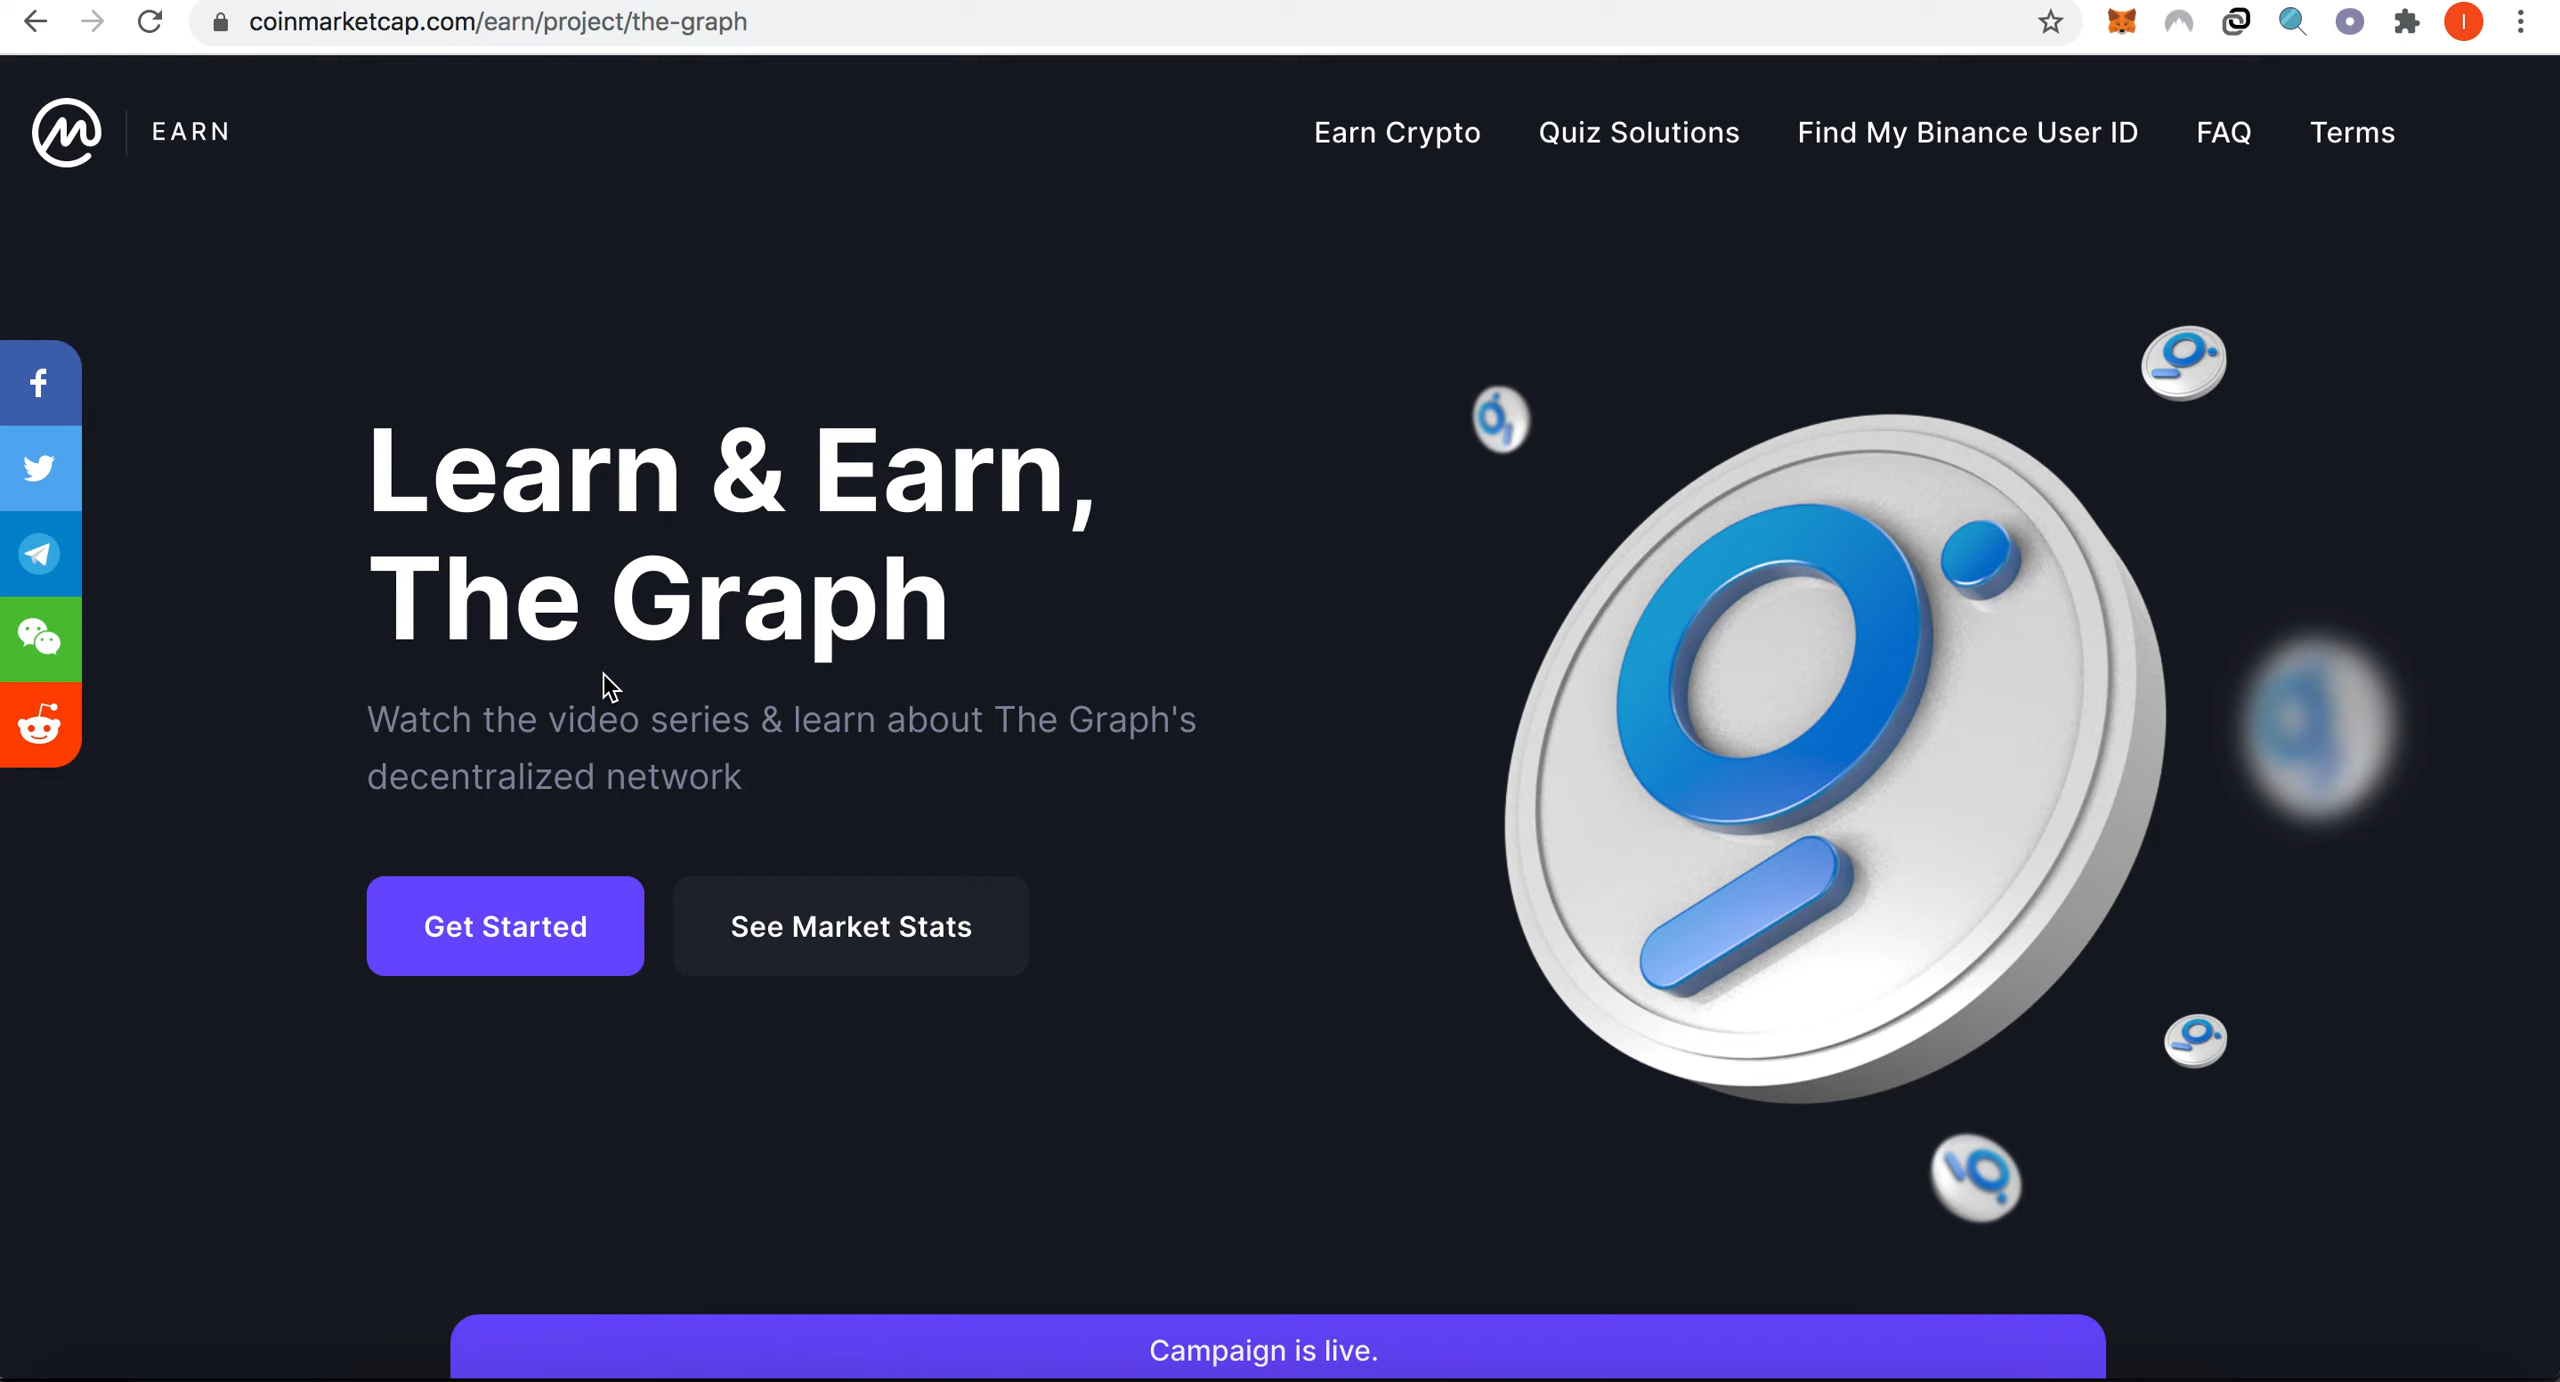 coinmarketcap.com/earn/project/the-graph
I
EARN
Earn Crypto
Quiz Solutions
Find My Binance User ID
FAQ
Terms
Learn & Earn,
The Graph
Watch the video series & learn about The Graph's
decentralized network
Get Started
See Market Stats
Campaign is live.